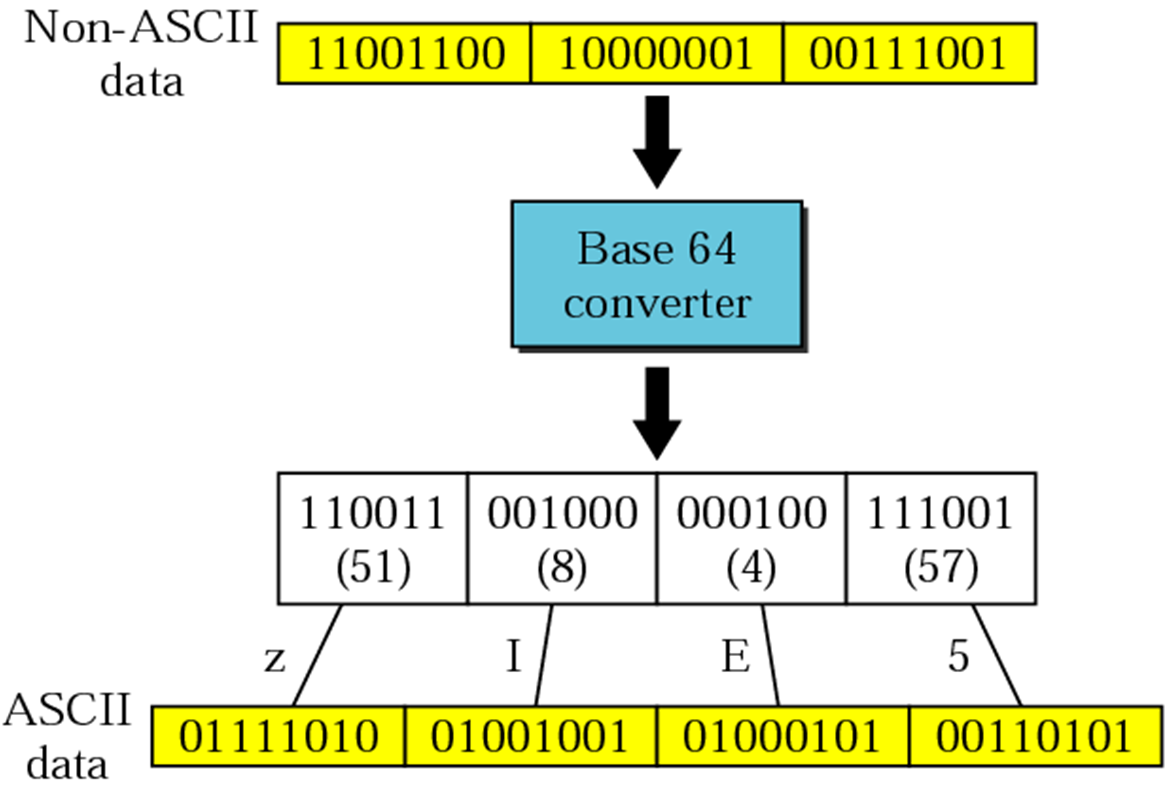 Non-ASCII
data
11001100 10000001 00111001
Base 64
converter
110011 001000 000100 111001
(51) (8) (4) (57)
z I E 5
ASCII
data
01111010 01001001 01000101 00110101